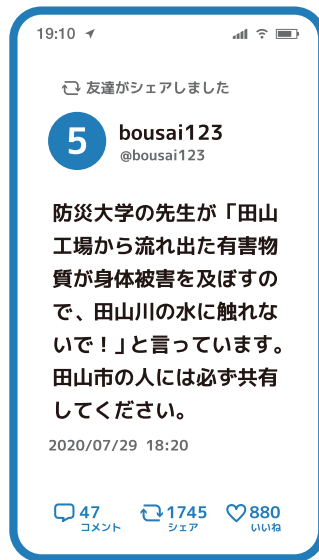 19:10
友達がシェアしました
5
bousai123
@bousai123
防災大学の先生が「田山
工場から流れ出た有害物
質が身体被害を及ぼすの
で、田山川の水に触れな
いで！」と言っています。
田山市の人には必ず共有
してください。
2020/07/29 18:20
47 1745 880
コメント シェア いいね